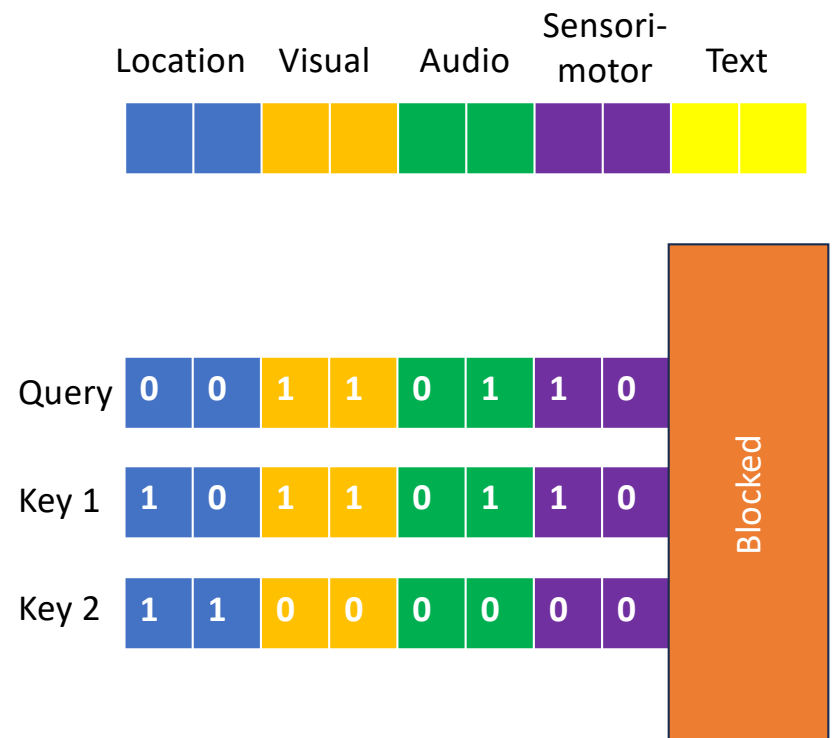 Location Visual Audio Sensori-
motor Text
Query 0 0 1 1 0 1 1 0
Key 1 1 0 1 1 0 1 1 0
Key 2 1 1 0 0 0 0 0 0
Blocked